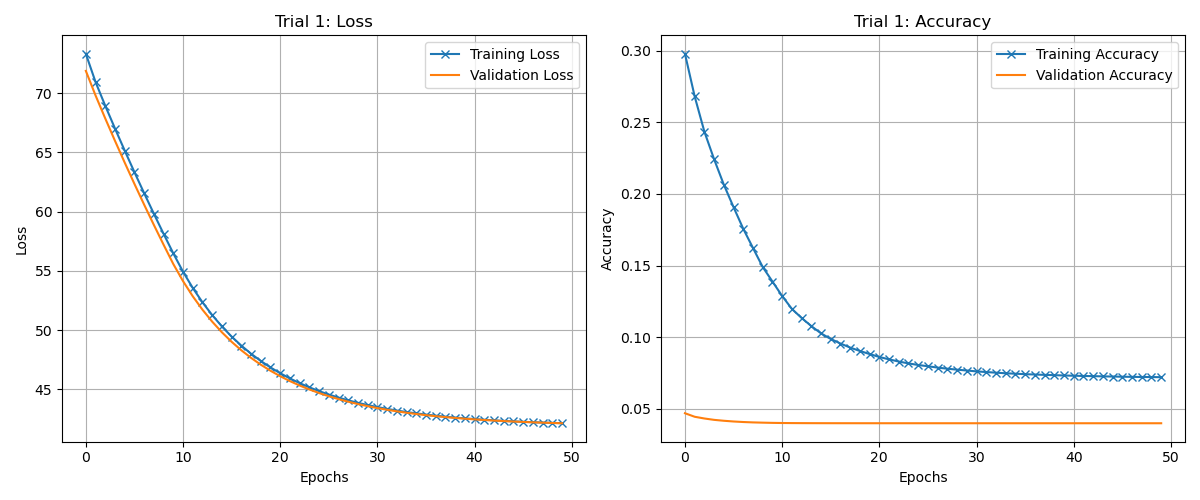 Trial 1: Loss
Training Loss
Validation Loss
70
65
60
55
50
45
Loss
0 10 20 30 40 50
Epochs
Trial 1: Accuracy
Training Accuracy
Validation Accuracy
0.30
0.25
0.20
0.15
0.10
0.05
Accuracy
0 10 20 30 40 50
Epochs